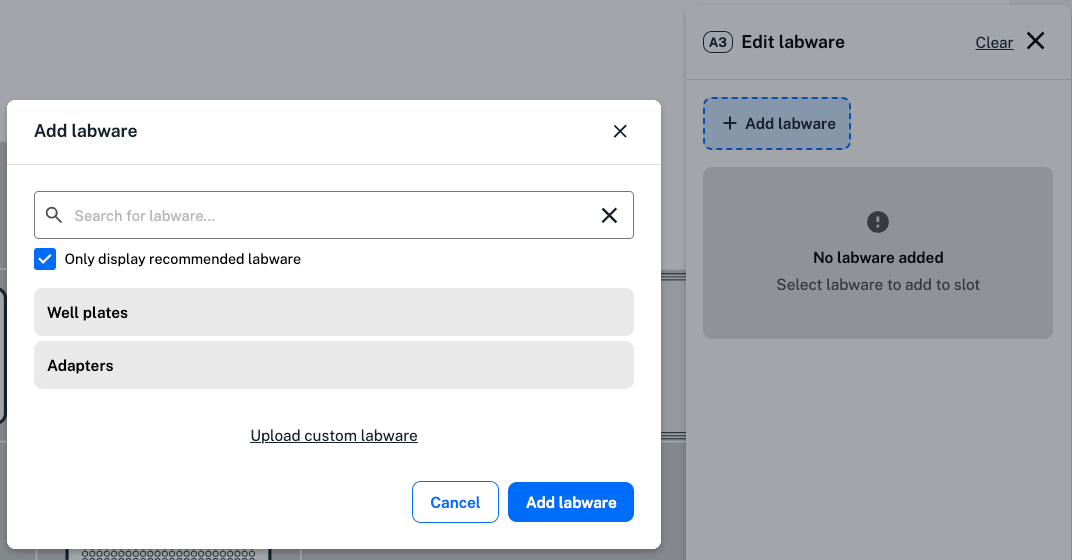 A3 Edit labware Clear
+ Add labware
No labware added
Select labware to add to slot
Add labware
Search for labware...
Only display recommended labware
Well plates
Adapters
Upload custom labware
Cancel Add labware